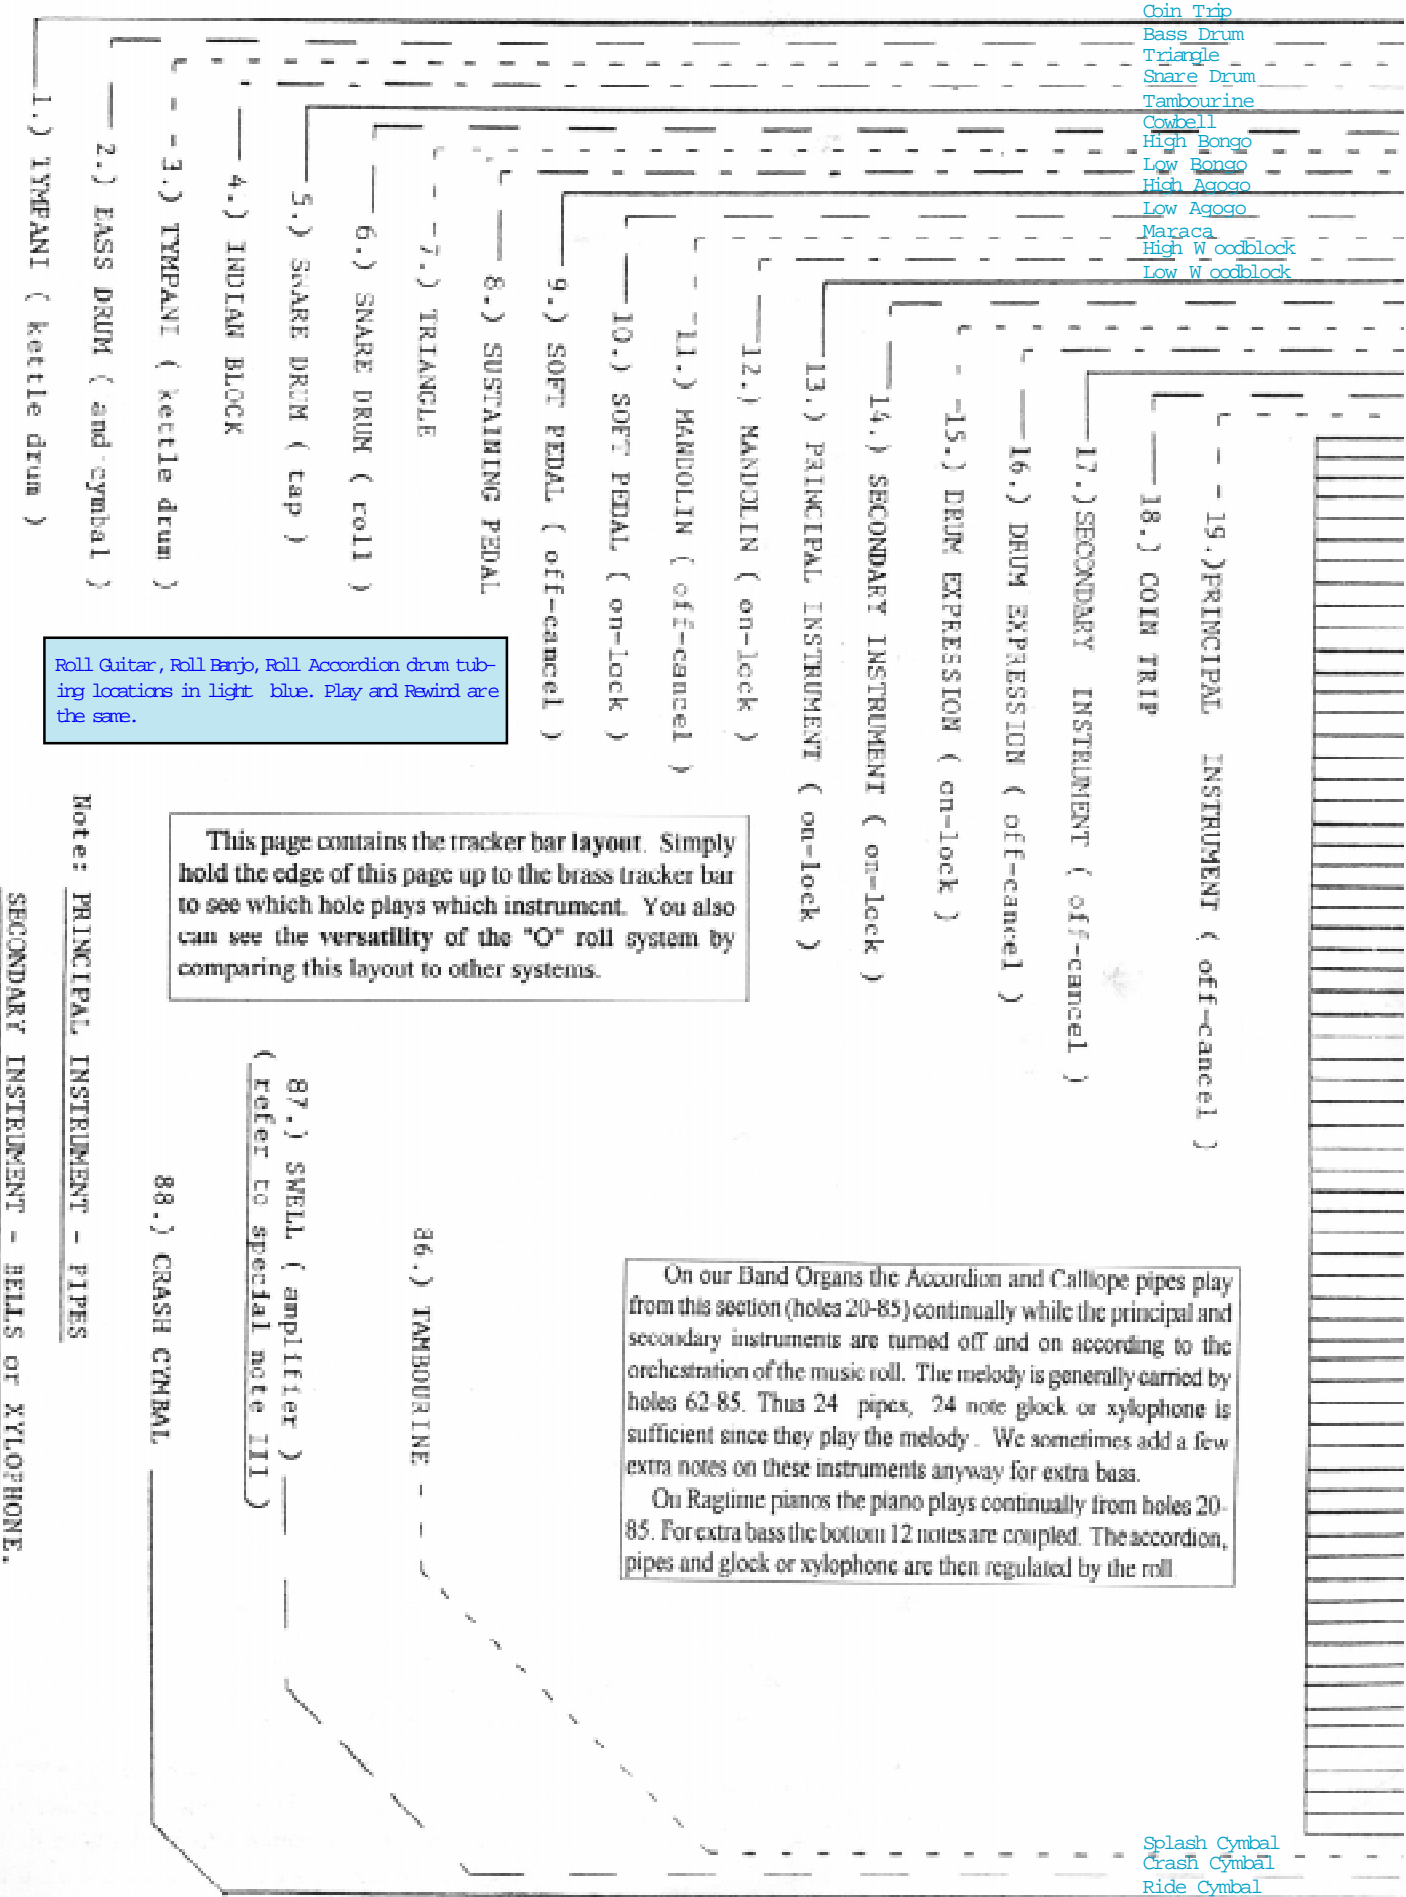 Coin Trip
Bass Drum
Triangle
Snare Drum
Tambourine
Cowbell
High Bongo
Low Bongo
High Agogo
Low Agogo
Maraca
High W oodblock
Low W oodblock
1.) TYMPANI ( kettle drum )
2.) BASS DRUM ( and cymbal )
3.) TYMPANI ( kettle drum )
4.) INDIAN BLOCK
5.) SNARE DRUM ( tap )
6.) SNARE DRUM ( roll )
7.) TRIANGLE
8.) SUSTAINING PEDAL
9.) SOFT PEDAL ( off-cancel )
10.) SOFT PEDAL ( on-lock )
11.) MANDOLIN ( off-cancel )
12.) MANDOLIN ( on-lock )
13.) PRINCIPAL INSTRUMENT ( on-lock )
14.) SECONDARY INSTRUMENT ( on-lock )
15.) DRUM EXPRESSION ( on-lock )
16.) DRUM EXPRESSION ( off-cancel )
17.) SECONDARY INSTRUMENT ( off-cancel )
18.) COIN TRIP
19.) PRINCIPAL INSTRUMENT ( off-cancel )
Roll Guitar, Roll Banjo, Roll Accordion drum tub-
ing locations in light blue. Play and Rewind are
the same.
This page contains the tracker bar layout. Simply
hold the edge of this page up to the brass tracker bar
to see which hole plays which instrument. You also
can see the versatility of the "O" roll system by
comparing this layout to other systems.
Note: PRINCIPAL INSTRUMENT - PIPES
SECONDARY INSTRUMENT - BELLS or XYLOPHONE.
86.) TAMBOURINE
87.) SWELL ( amplifier )
( refer to special note III )
88.) CRASH CYMBAL
On our Band Organs the Accordion and Calliope pipes play
from this section (holes 20-85) continually while the principal and
secondary instruments are turned off and on according to the
orchestration of the music roll. The melody is generally carried by
holes 62-85. Thus 24 pipes, 24 note glock or xylophone is
sufficient since they play the melody. We sometimes add a few
extra notes on these instruments anyway for extra bass.
On Ragtime pianos the piano plays continually from holes 20-
85. For extra bass the bottom 12 notes are coupled. The accordion,
pipes and glock or xylophone are then regulated by the roll.
Splash Cymbal
Crash Cymbal
Ride Cymbal